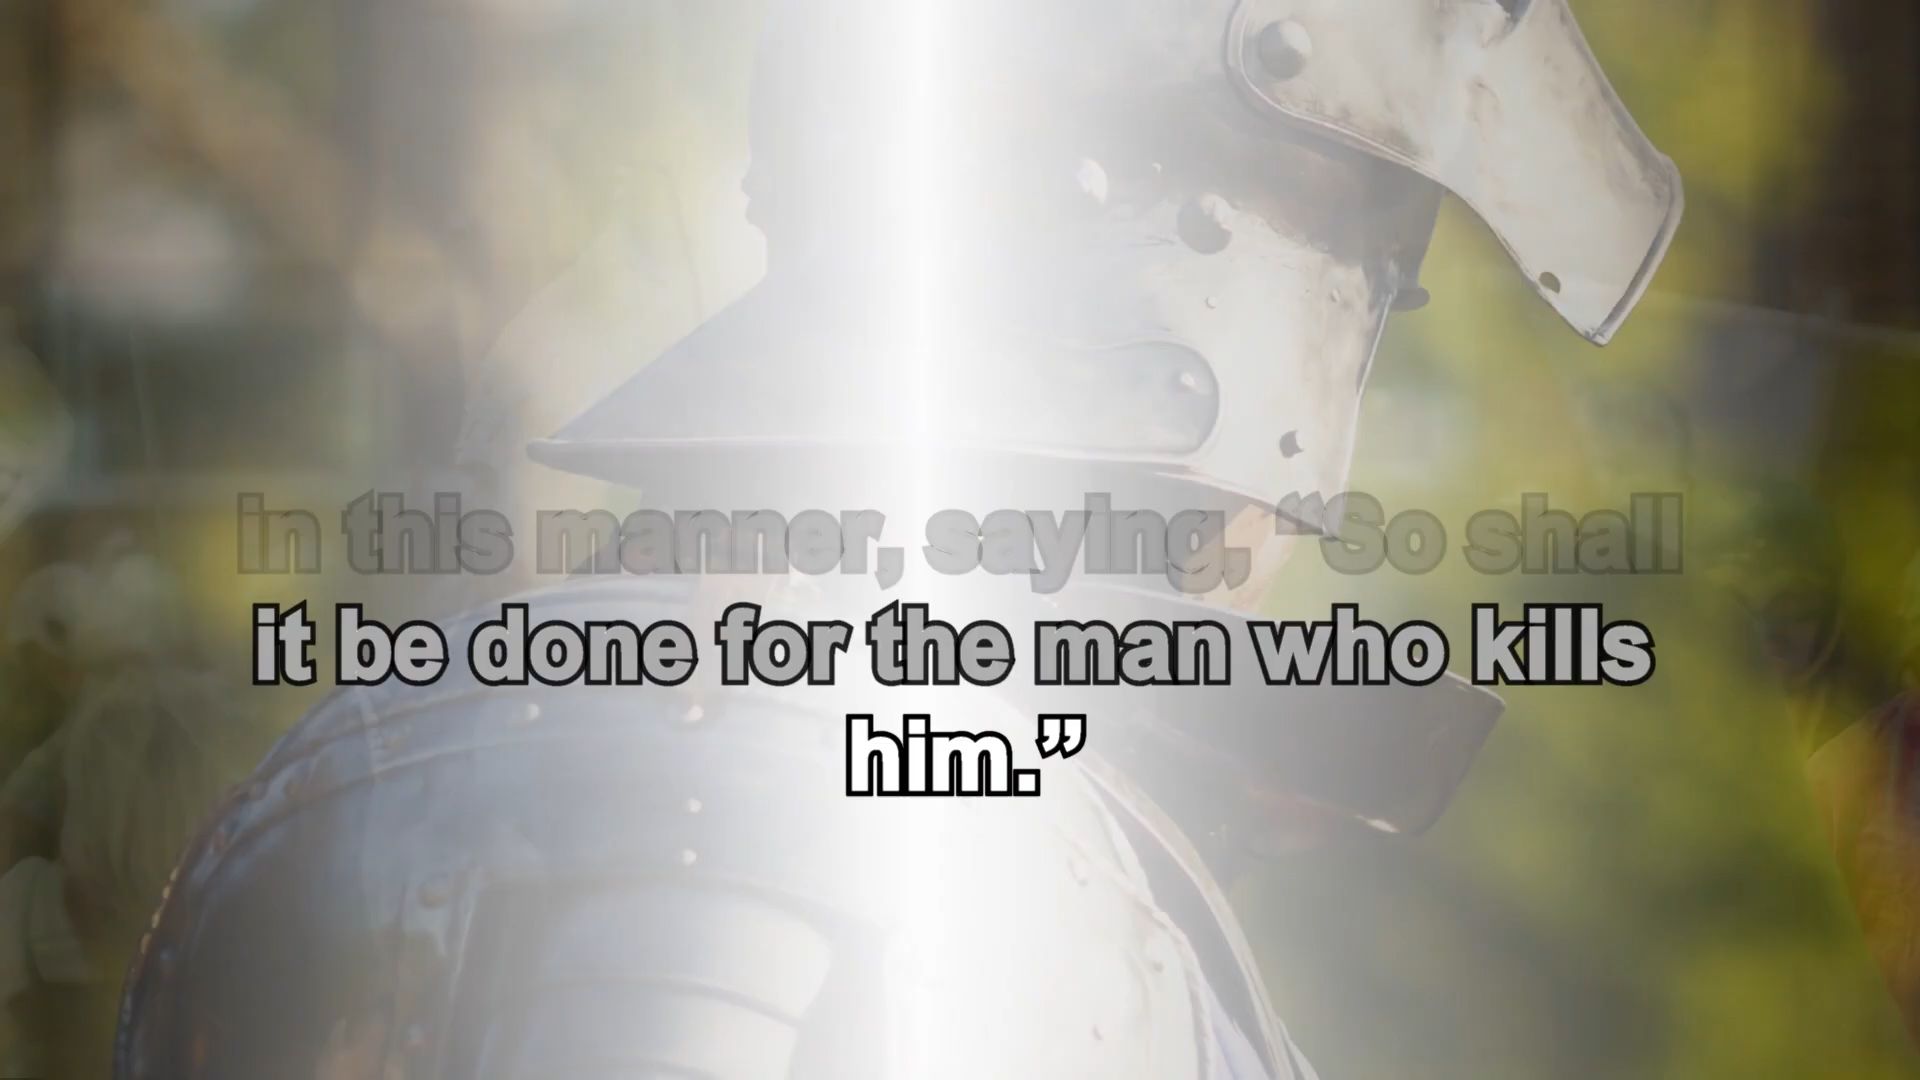 in this manner, saying, “So shall
it be done for the man who kills
him.”